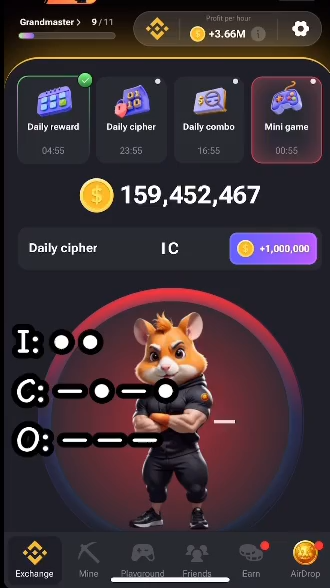 Grandmaster > 9 / 11
Profit per hour
+3.66M
Daily reward
04:55
Daily cipher
23:55
Daily combo
16:55
Mini game
00:55
159,452,467
Daily cipher I C +1,000,000
I: ● ●
C: — ● — ●
O: — — —
Exchange
Mine
Playground
Friends
Earn
AirDrop